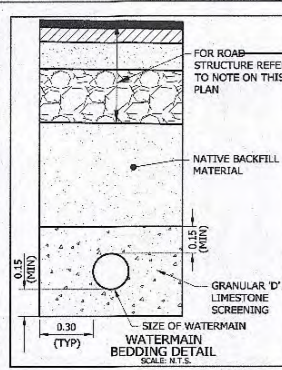 FOR ROAD
STRUCTURE REFER
TO NOTE ON THIS
PLAN
NATIVE BACKFILL
MATERIAL
0.15
(MIN)
0.15
(MIN)
GRANULAR 'D'
LIMESTONE
SCREENING
0.30
(TYP)
SIZE OF WATERMAIN
WATERMAIN
BEDDING DETAIL
SCALE: N.T.S.